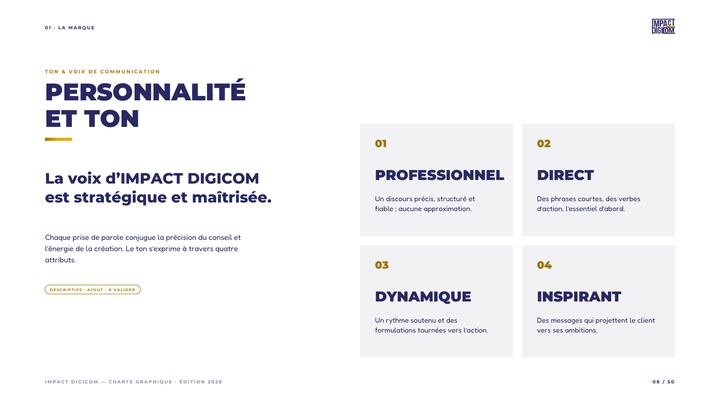 01 · LA MARQUE
IMPACT
DIGICOM
TON & VOIX DE COMMUNICATION
PERSONNALITÉ
ET TON
La voix d’IMPACT DIGICOM
est stratégique et maîtrisée.
Chaque prise de parole conjugue la précision du conseil et
l’énergie de la création. Le ton s’exprime à travers quatre
attributs.
DESCRIPTIFS · AJOUT · À VALIDER
01
PROFESSIONNEL
Un discours précis, structuré et
fiable ; aucune approximation.
02
DIRECT
Des phrases courtes, des verbes
d’action, l’essentiel d’abord.
03
DYNAMIQUE
Un rythme soutenu et des
formulations tournées vers l’action.
04
INSPIRANT
Des messages qui projettent le client
vers ses ambitions.
IMPACT DIGICOM — CHARTE GRAPHIQUE · ÉDITION 2026
08 / 50